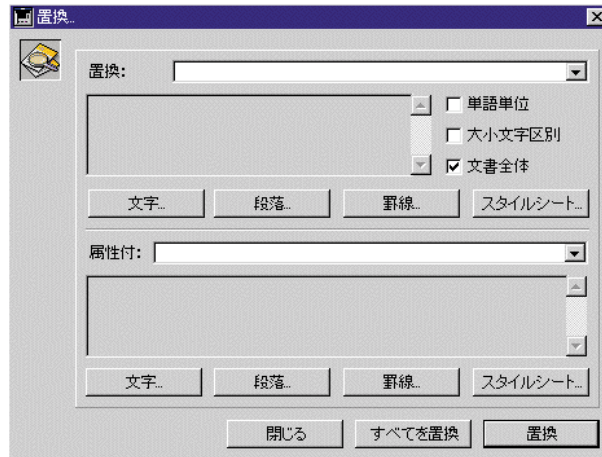 置換..
置換:
単語単位
大小文字区別
文書全体
文字... 段落... 罫線... スタイルシート...
属性付:
文字... 段落... 罫線... スタイルシート...
閉じる すべてを置換 置換